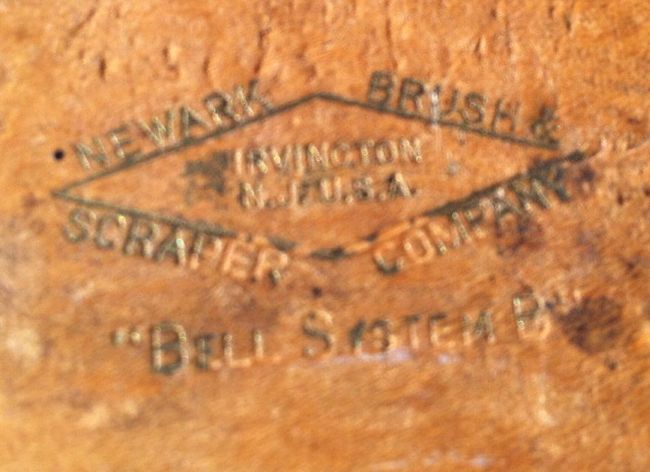 NEWARK BRUSH &
IRVINGTON
N.J. U.S.A.
SCRAPER COMPANY
"BELL SYSTEM B"